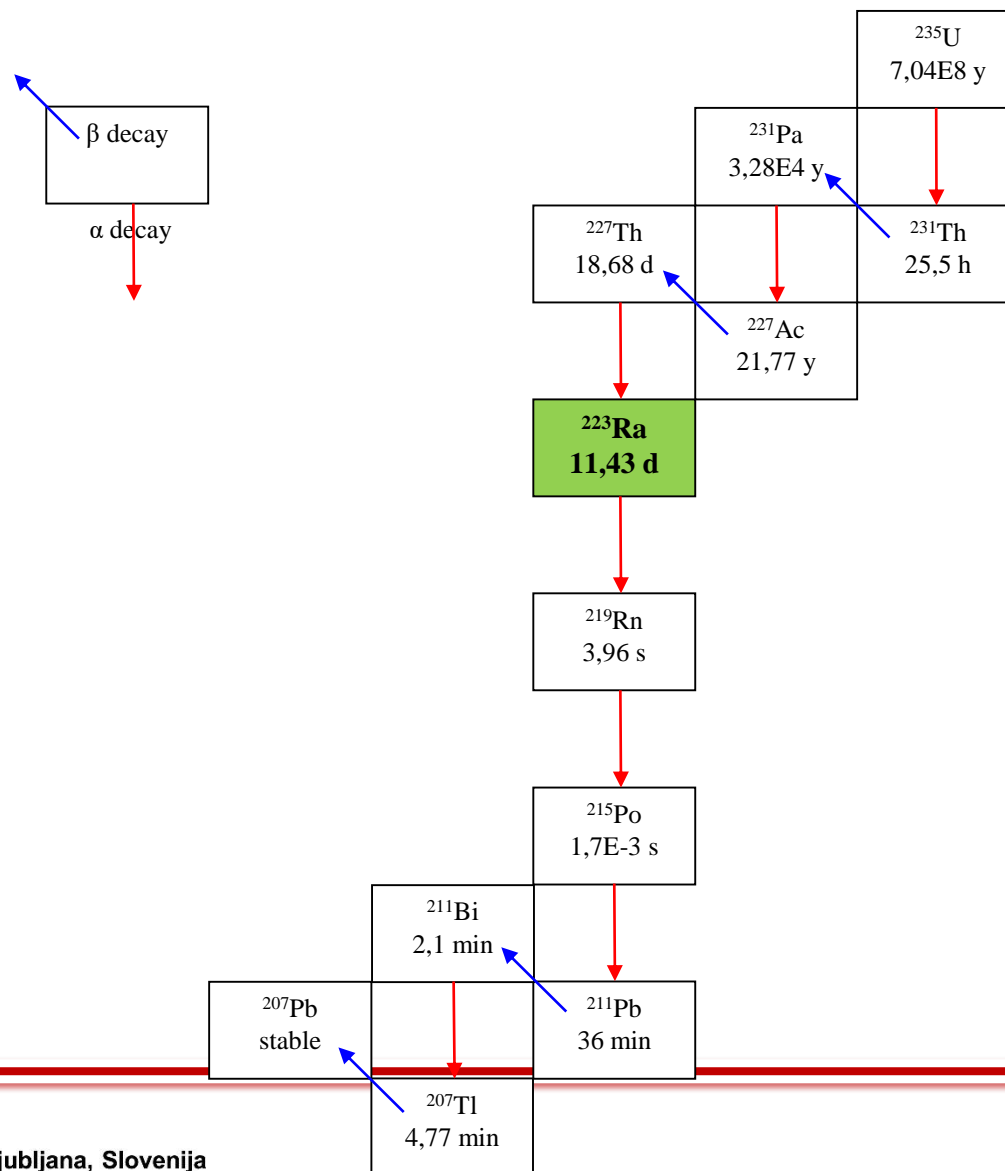 ²³⁵U
7,04E8 y
β decay
α decay
²³¹Pa
3,28E4 y
²²⁷Th
18,68 d
²³¹Th
25,5 h
²²⁷Ac
21,77 y
²²³Ra
11,43 d
²¹⁹Rn
3,96 s
²¹⁵Po
1,7E-3 s
²¹¹Bi
2,1 min
²⁰⁷Pb
stable
²¹¹Pb
36 min
²⁰⁷Tl
4,77 min
jubljana, Slovenija